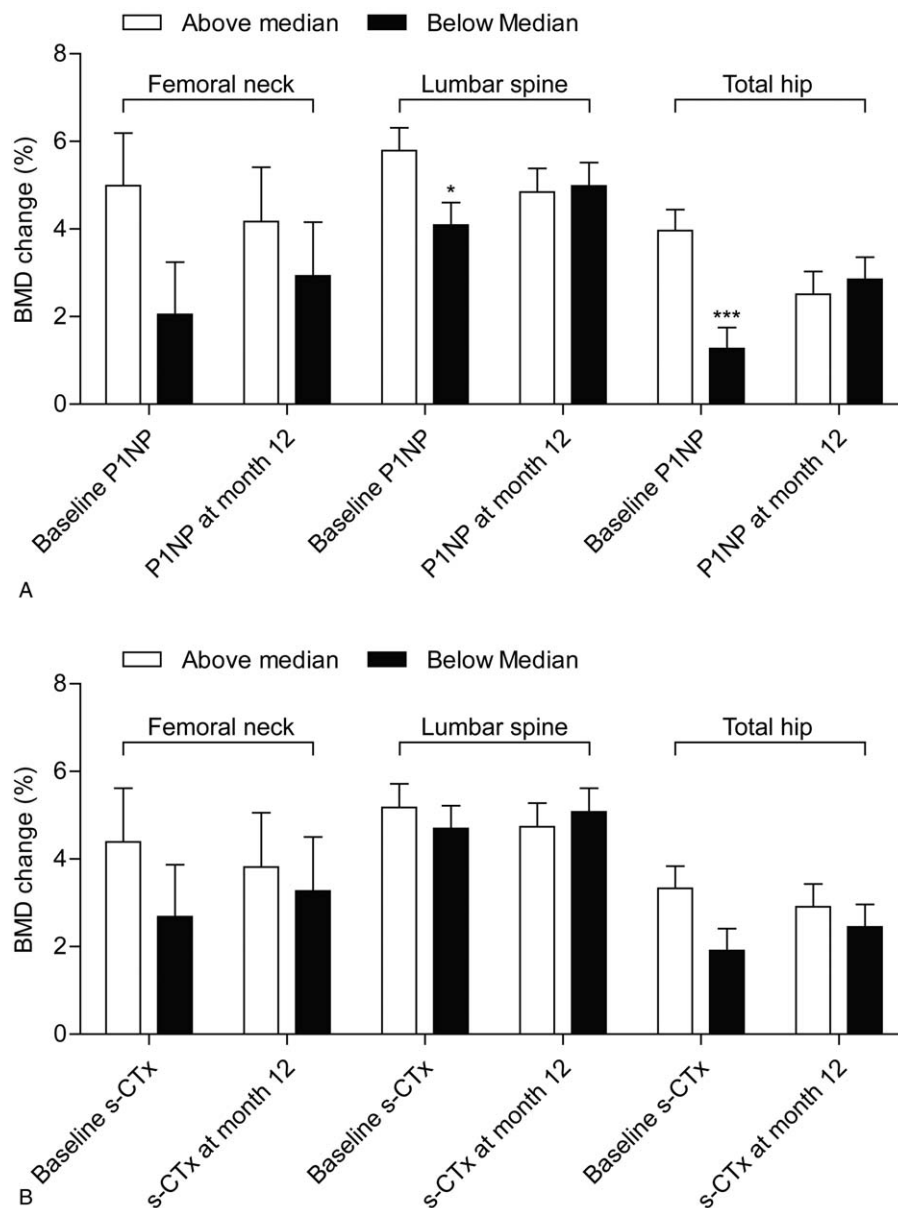 Above median Below Median
8
6
4
2
0
BMD change (%)
Femoral neck Lumbar spine Total hip
*
***
Baseline P1NP
P1NP at month 12
Baseline P1NP
P1NP at month 12
Baseline P1NP
P1NP at month 12
A
Above median Below Median
8
6
4
2
0
BMD change (%)
Femoral neck Lumbar spine Total hip
Baseline s-CTx
s-CTx at month 12
Baseline s-CTx
s-CTx at month 12
Baseline s-CTx
s-CTx at month 12
B